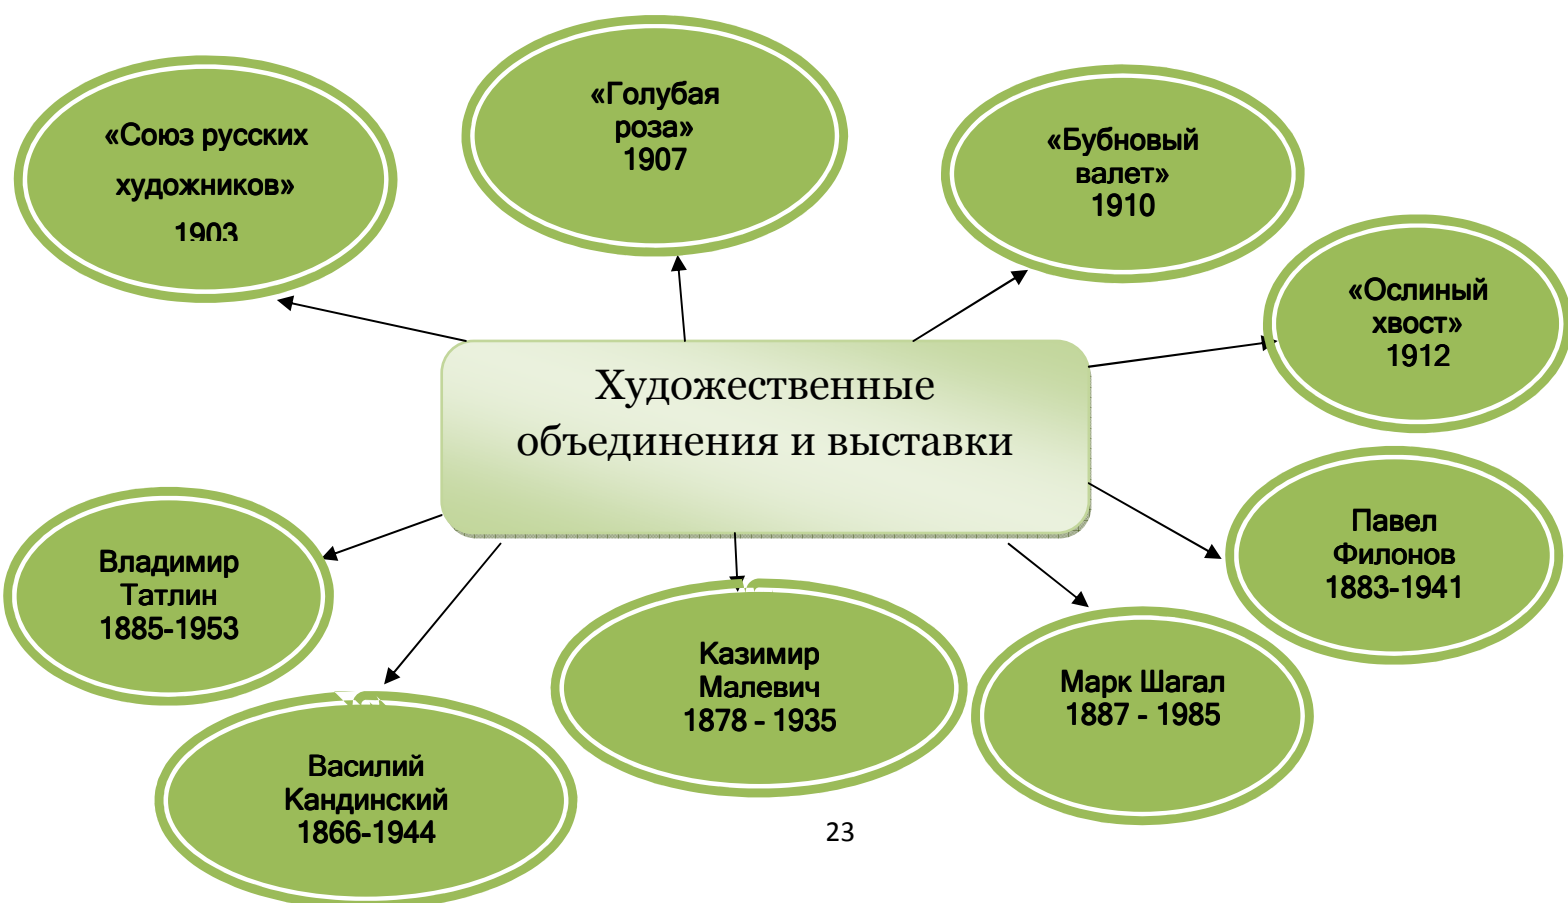 «Союз русских
художников»
1903
«Голубая
роза»
1907
«Бубновый
валет»
1910
«Ослиный
хвост»
1912
Художественные
объединения и выставки
Владимир
Татлин
1885-1953
Василий
Кандинский
1866-1944
Казимир
Малевич
1878 - 1935
Марк Шагал
1887 - 1985
Павел
Филонов
1883-1941
23